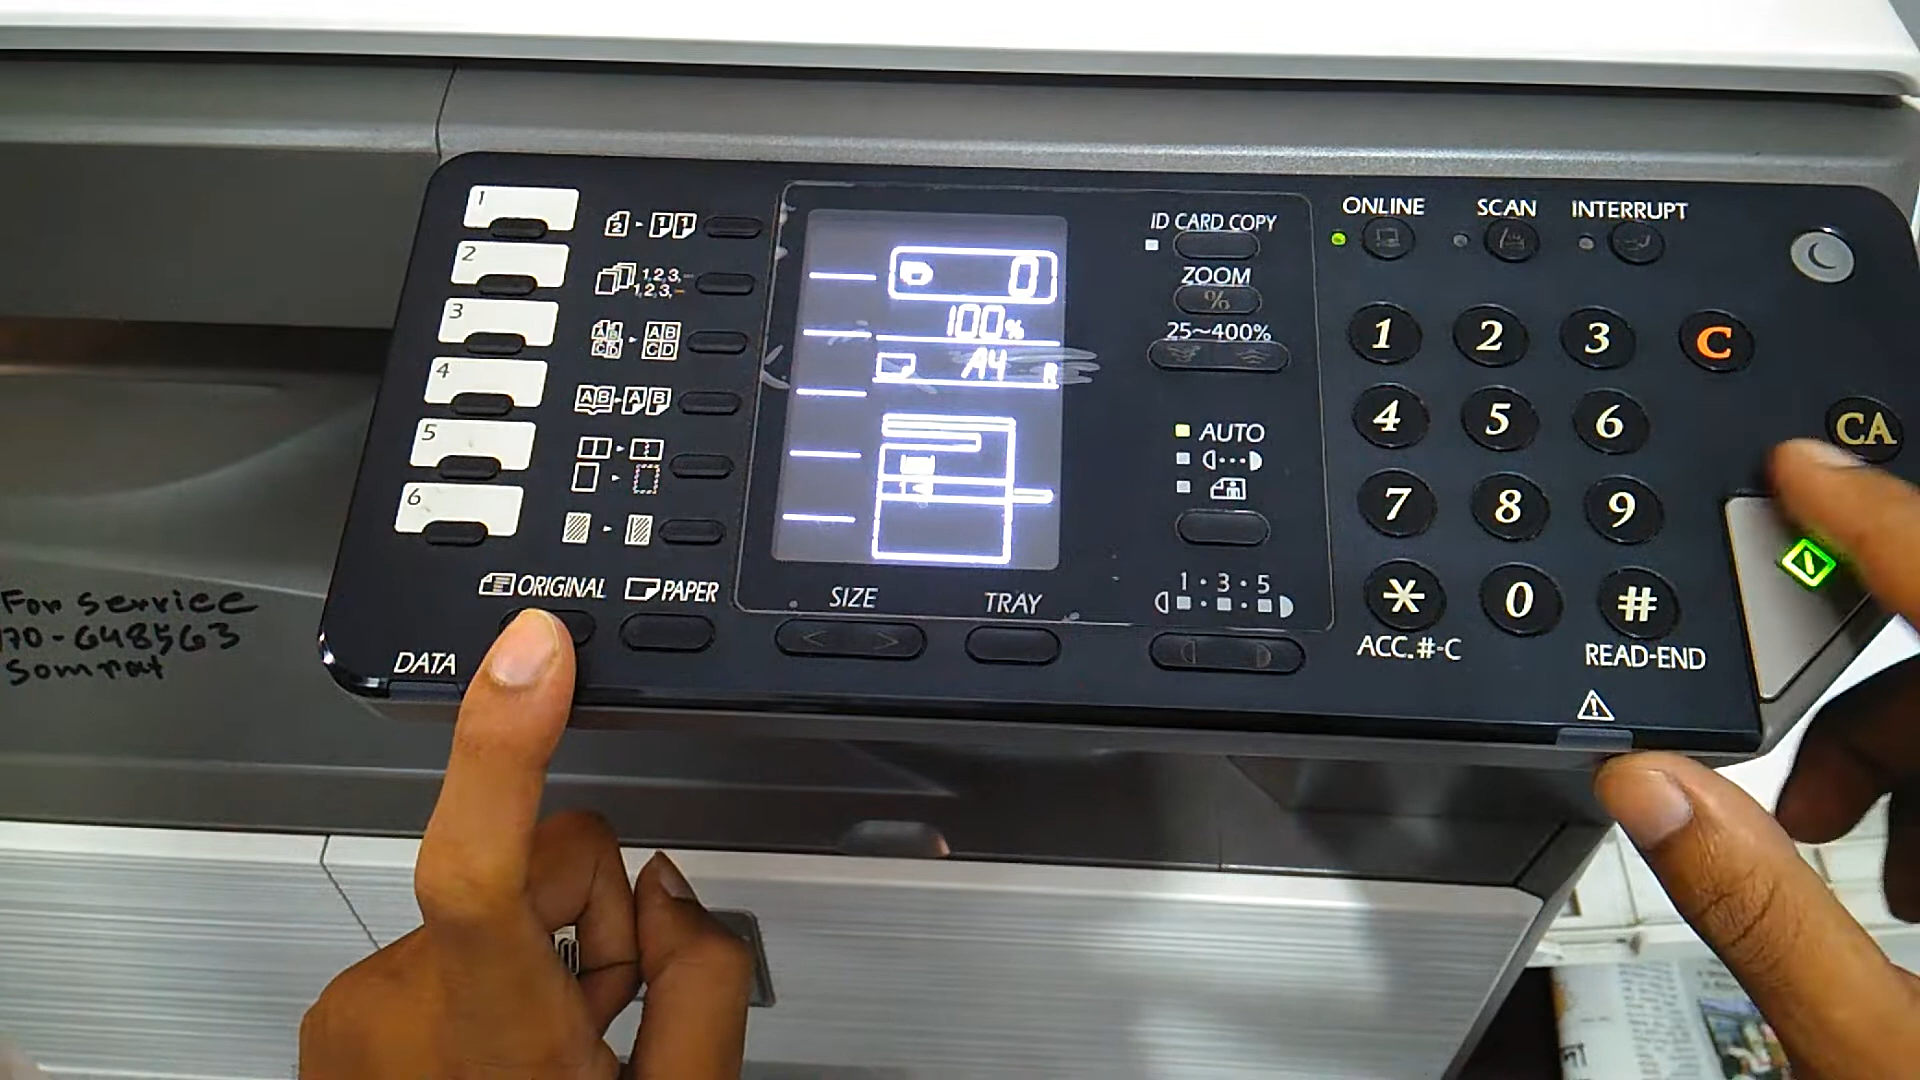 1
2
3
4
5
6
ORIGINAL PAPER
DATA
0
100%
A4 R
SIZE TRAY
ID CARD COPY
ZOOM
%
25~400%
AUTO
1 · 3 · 5
ONLINE SCAN INTERRUPT
1 2 3 C
4 5 6 CA
7 8 9
* 0 #
ACC.#-C READ-END
For service
70-648563
Somrat